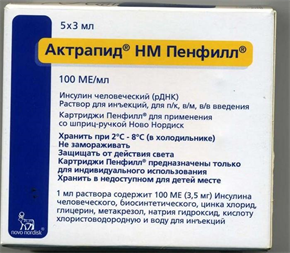 5x3 мл
Актрапид® НМ Пенфилл®
100 МЕ/мл
Инсулин человеческий (рДНК)
Раствор для инъекций, для п/к, в/м, в/в введения
Картриджи Пенфилл® для применения
со шприц-ручкой Ново Нордиск
Хранить при 2°C - 8°C (в холодильнике)
Не замораживать
Защищать от действия света
Картриджи Пенфилл® предназначены только
для индивидуального использования
Хранить в недоступном для детей месте
1 мл раствора содержит 100 МЕ (3,5 мг) Инсулина
человеческого, биосинтетического, цинка хлорид,
глицерин, метакрезол, натрия гидроксид, кислоту
хлористоводородную и воду для инъекций
novo nordisk